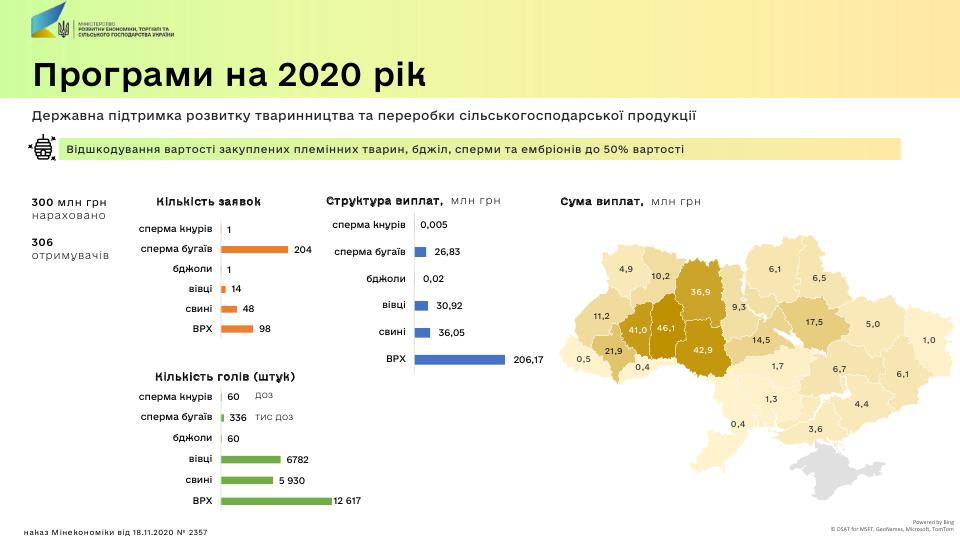 МІНІСТЕРСТВО
РОЗВИТКУ ЕКОНОМІКИ, ТОРГІВЛІ ТА
СІЛЬСЬКОГО ГОСПОДАРСТВА УКРАЇНИ
Програми на 2020 рік
Державна підтримка розвитку тваринництва та переробки сільськогосподарської продукції
Відшкодування вартості закуплених племінних тварин, бджіл, сперми та ембріонів до 50% вартості
300 млн грн
нараховано
306
отримувачів
Кількість заявок
сперма кнурів 1
сперма бугаїв 204
бджоли 1
вівці 14
свині 48
ВРХ 98
Структура виплат, млн грн
сперма кнурів 0,005
сперма бугаїв 26,83
бджоли 0,02
вівці 30,92
свині 36,05
ВРХ 206,17
Кількість голів (штук)
сперма кнурів 60 доз
сперма бугаїв 336 тис доз
бджоли 60
вівці 6782
свині 5 930
ВРХ 12 617
Сума виплат, млн грн
4,9
10,2
36,9
6,1
6,5
9,3
11,2
41,0
46,1
17,5
5,0
1,0
0,5
21,9
0,4
42,9
14,5
1,7
6,7
6,1
1,3
4,4
0,4
3,6
наказ Мінекономіки від 18.11.2020 № 2357
Powered by Bing
© DSAT for MSFT, GeoNames, Microsoft, TomTom